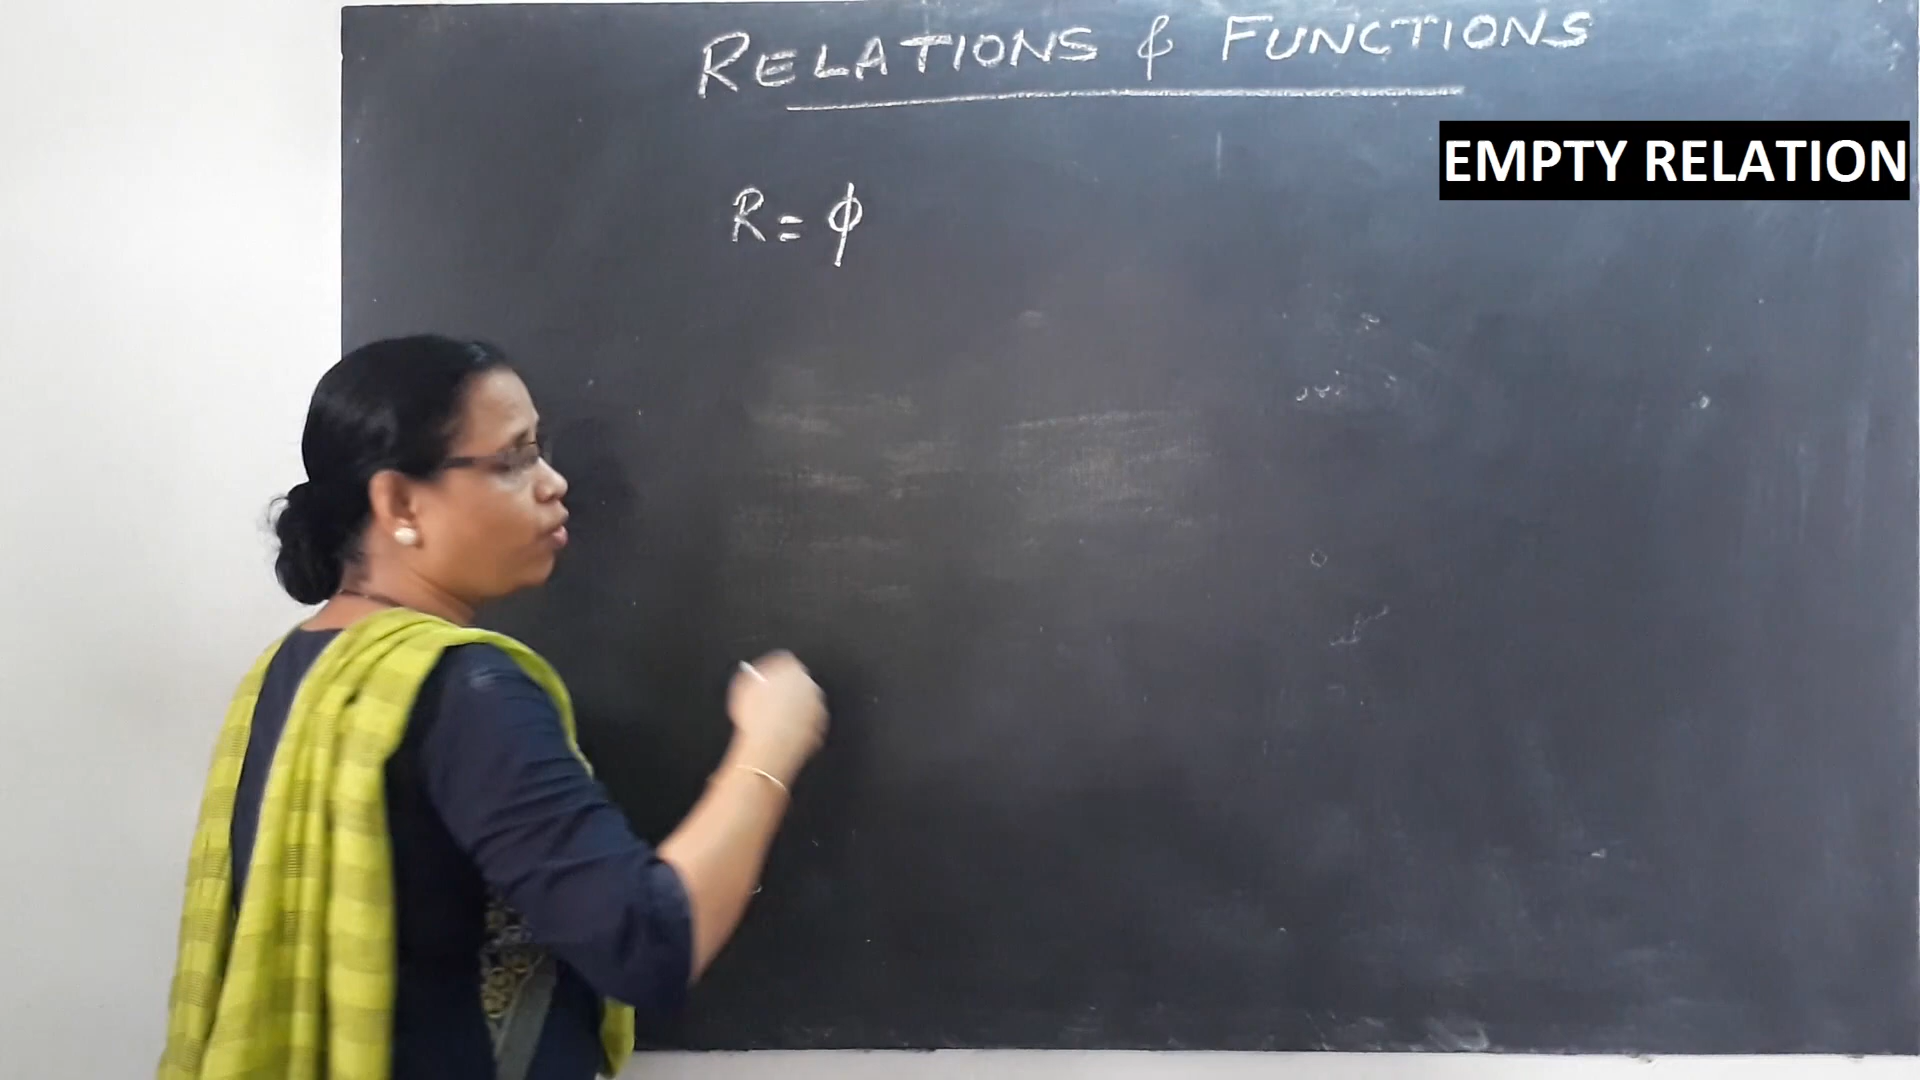 RELATIONS & FUNCTIONS
EMPTY RELATION
R = ϕ